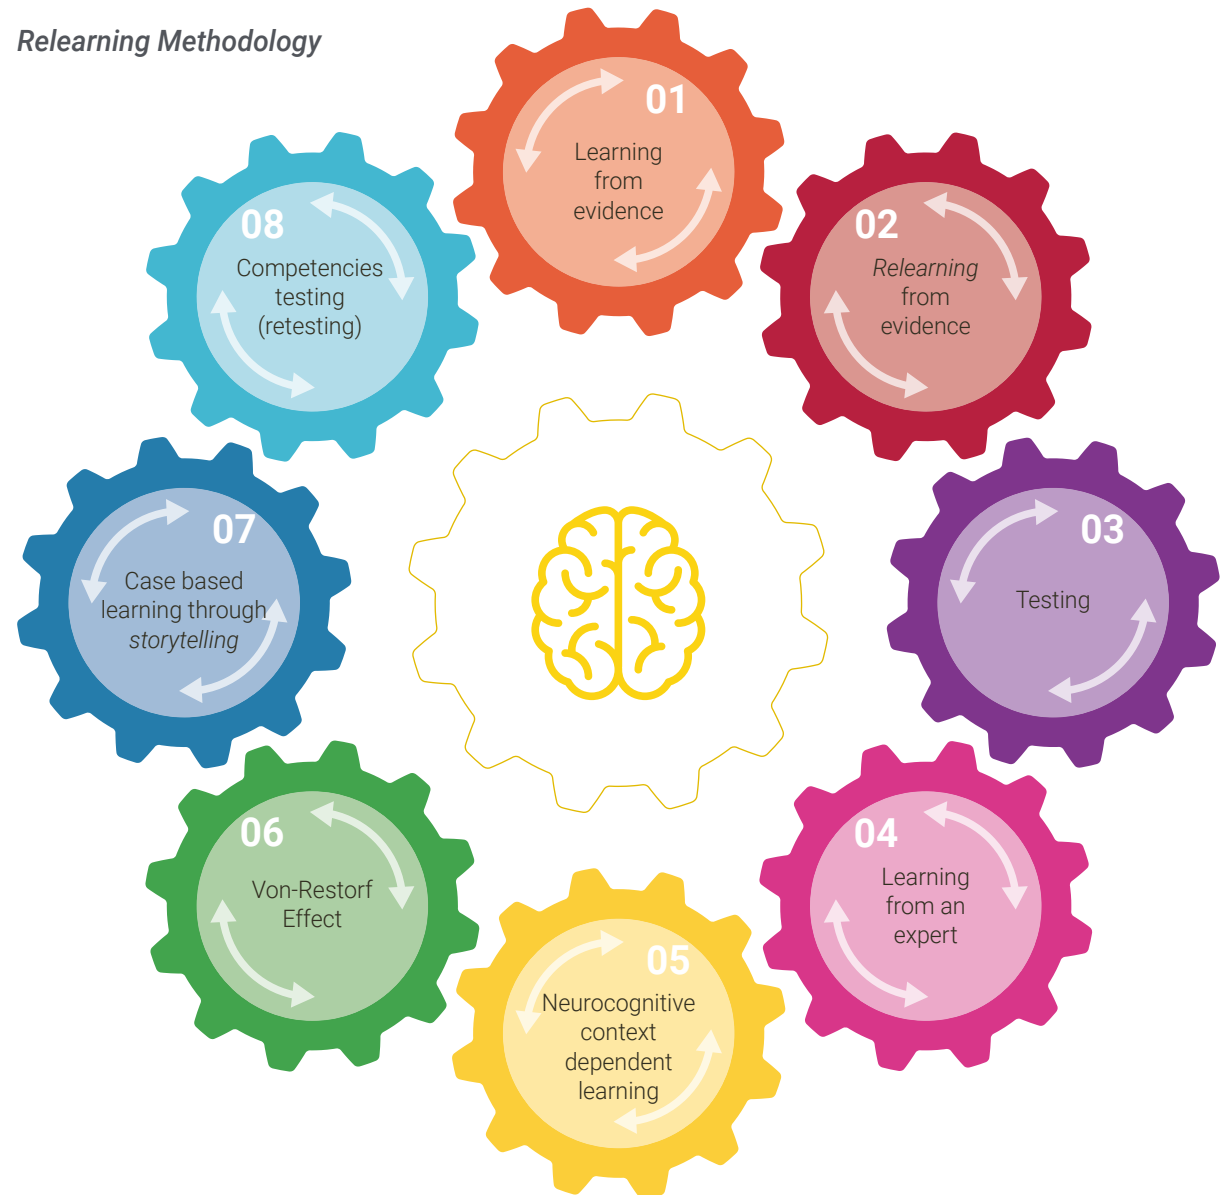 Relearning Methodology
01
Learning
from
evidence
02
Relearning
from
evidence
03
Testing
04
Learning
from an
expert
05
Neurocognitive
context
dependent
learning
06
Von-Restorf
Effect
07
Case based
learning through
storytelling
08
Competencies
testing
(retesting)